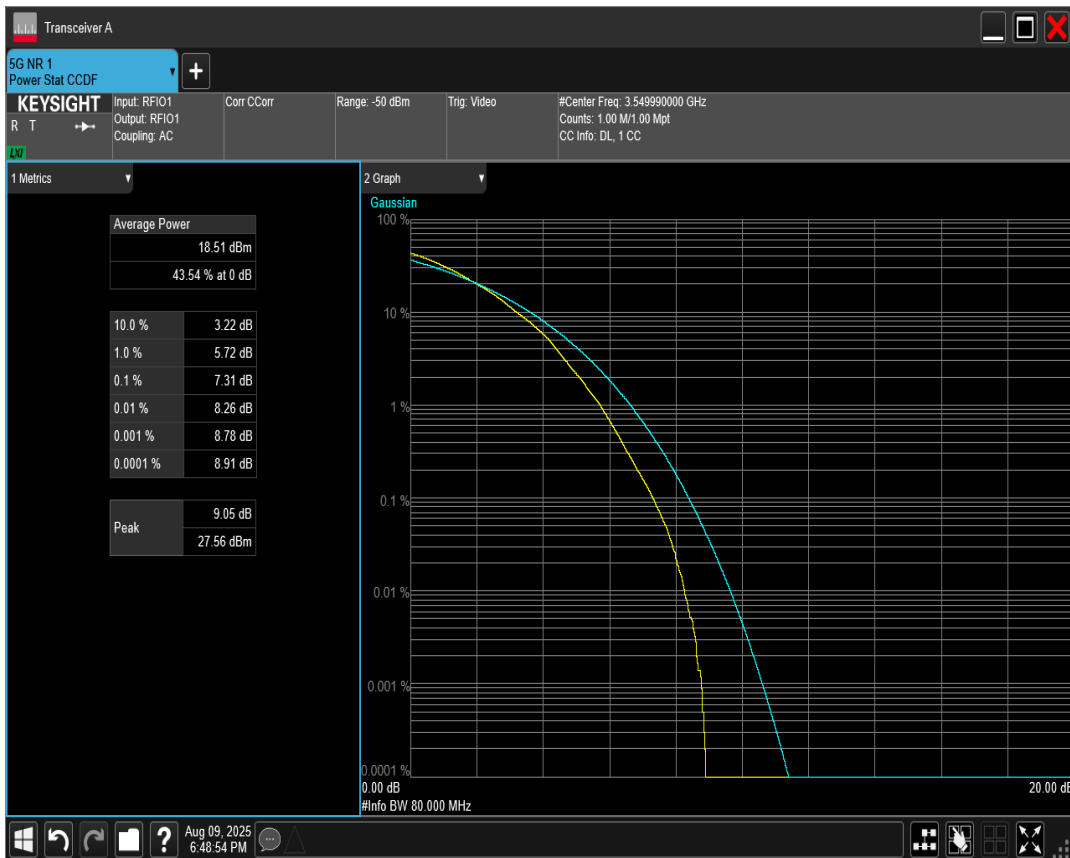 Transceiver A
5G NR 1
Power Stat CCDF
KEYSIGHT
R T
LXI
Input: RFIO1
Output: RFIO1
Coupling: AC
Corr CCorr
Range: -50 dBm
Trig: Video
#Center Freq: 3.549990000 GHz
Counts: 1.00 M/1.00 Mpt
CC Info: DL, 1 CC
1 Metrics
Average Power
18.51 dBm
43.54 % at 0 dB
10.0 % 3.22 dB
1.0 % 5.72 dB
0.1 % 7.31 dB
0.01 % 8.26 dB
0.001 % 8.78 dB
0.0001 % 8.91 dB
Peak
9.05 dB
27.56 dBm
2 Graph
Gaussian
100 %
10 %
1 %
0.1 %
0.01 %
0.001 %
0.0001 %
0.00 dB 20.00 dB
#Info BW 80.000 MHz
?
Aug 09, 2025
6:48:54 PM